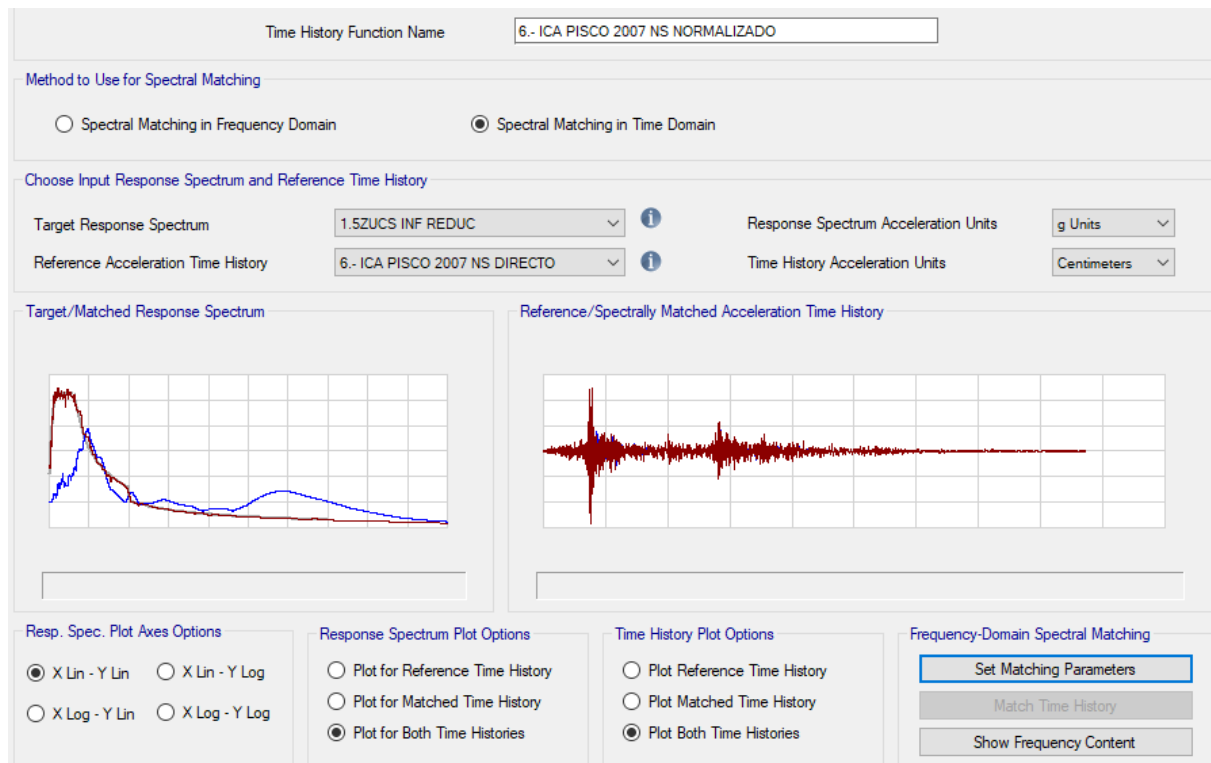 Time History Function Name 6.- ICA PISCO 2007 NS NORMALIZADO
Method to Use for Spectral Matching
Spectral Matching in Frequency Domain Spectral Matching in Time Domain
Choose Input Response Spectrum and Reference Time History
Target Response Spectrum 1.5ZUCS INF REDUC i Response Spectrum Acceleration Units g Units
Reference Acceleration Time History 6.- ICA PISCO 2007 NS DIRECTO i Time History Acceleration Units Centimeters
Target/Matched Response Spectrum Reference/Spectrally Matched Acceleration Time History
Resp. Spec. Plot Axes Options
X Lin - Y Lin X Lin - Y Log
X Log - Y Lin X Log - Y Log
Response Spectrum Plot Options
Plot for Reference Time History
Plot for Matched Time History
Plot for Both Time Histories
Time History Plot Options
Plot Reference Time History
Plot Matched Time History
Plot Both Time Histories
Frequency-Domain Spectral Matching
Set Matching Parameters
Match Time History
Show Frequency Content